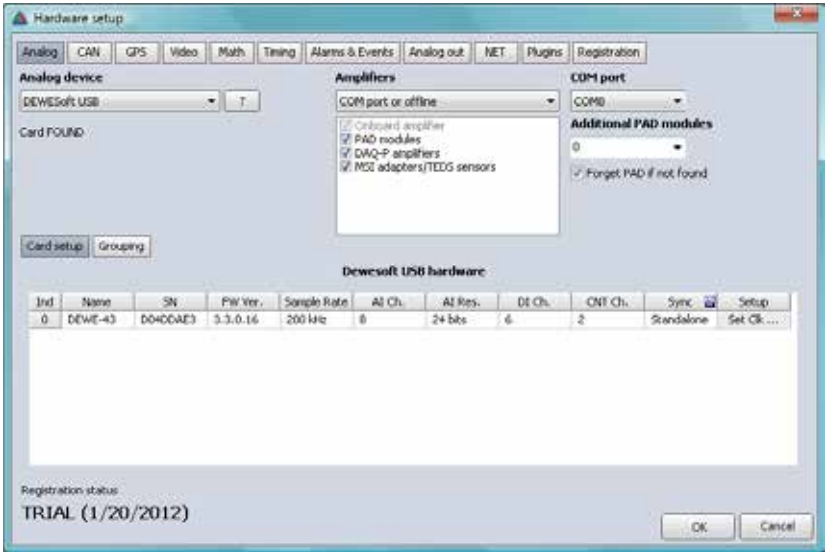 Hardware setup
Analog CAN GPS Video Math Timing Alarms & Events Analog out NET Plugins Registration
Analog device Amplifiers COM port
DEWESoft USB ? COM port or offline COM8
Card FOUND
Onboard amplifier
PAD modules
DAQ-P amplifiers
MSI adapters/TEDS sensors
Additional PAD modules
0
Forget PAD if not found
Card setup Grouping
Dewesoft USB hardware
Ind Name SN FW Ver. Sample Rate AI Ch. AI Res. DI Ch. CNT Ch. Sync Setup
0 DEWE-43 D04DDAE3 3.3.0.16 200 kHz 8 24 bits 6 2 Standalone Set Clk ...
Registration status
TRIAL (1/20/2012)
OK Cancel